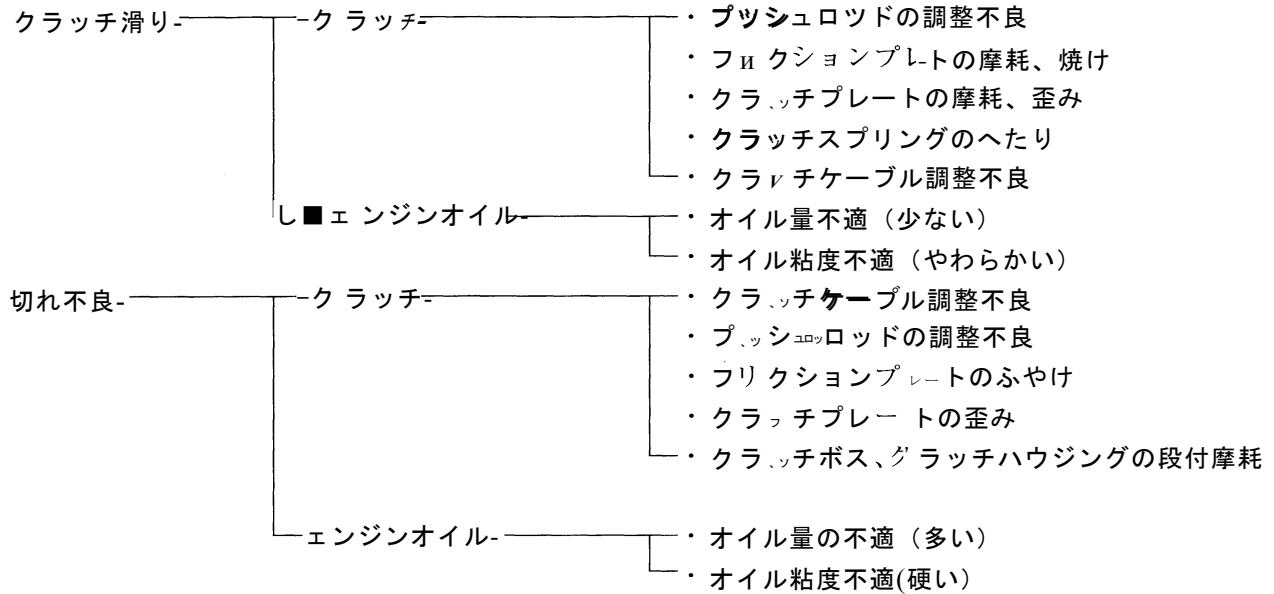 クラッチ滑り
クラッチ
・プッシュロツドの調整不良
・フи クションプレートの摩耗、焼け
・クラッチプレートの摩耗、歪み
・クラッチスプリングのへたり
・クラV チケーブル調整不良
し■ェンジンオイル
・オイル量不適（少ない）
・オイル粘度不適（やわらかい）
切れ不良
クラッチ
・クラッチケーブル調整不良
・プッシュロッロッドの調整不良
・フリクションプレートのふやけ
・クラフチプレートの歪み
・クラッチボス、グラッチハウジングの段付摩耗
ェンジンオイル
・オイル量の不適（多い）
・オイル粘度不適(硬い）